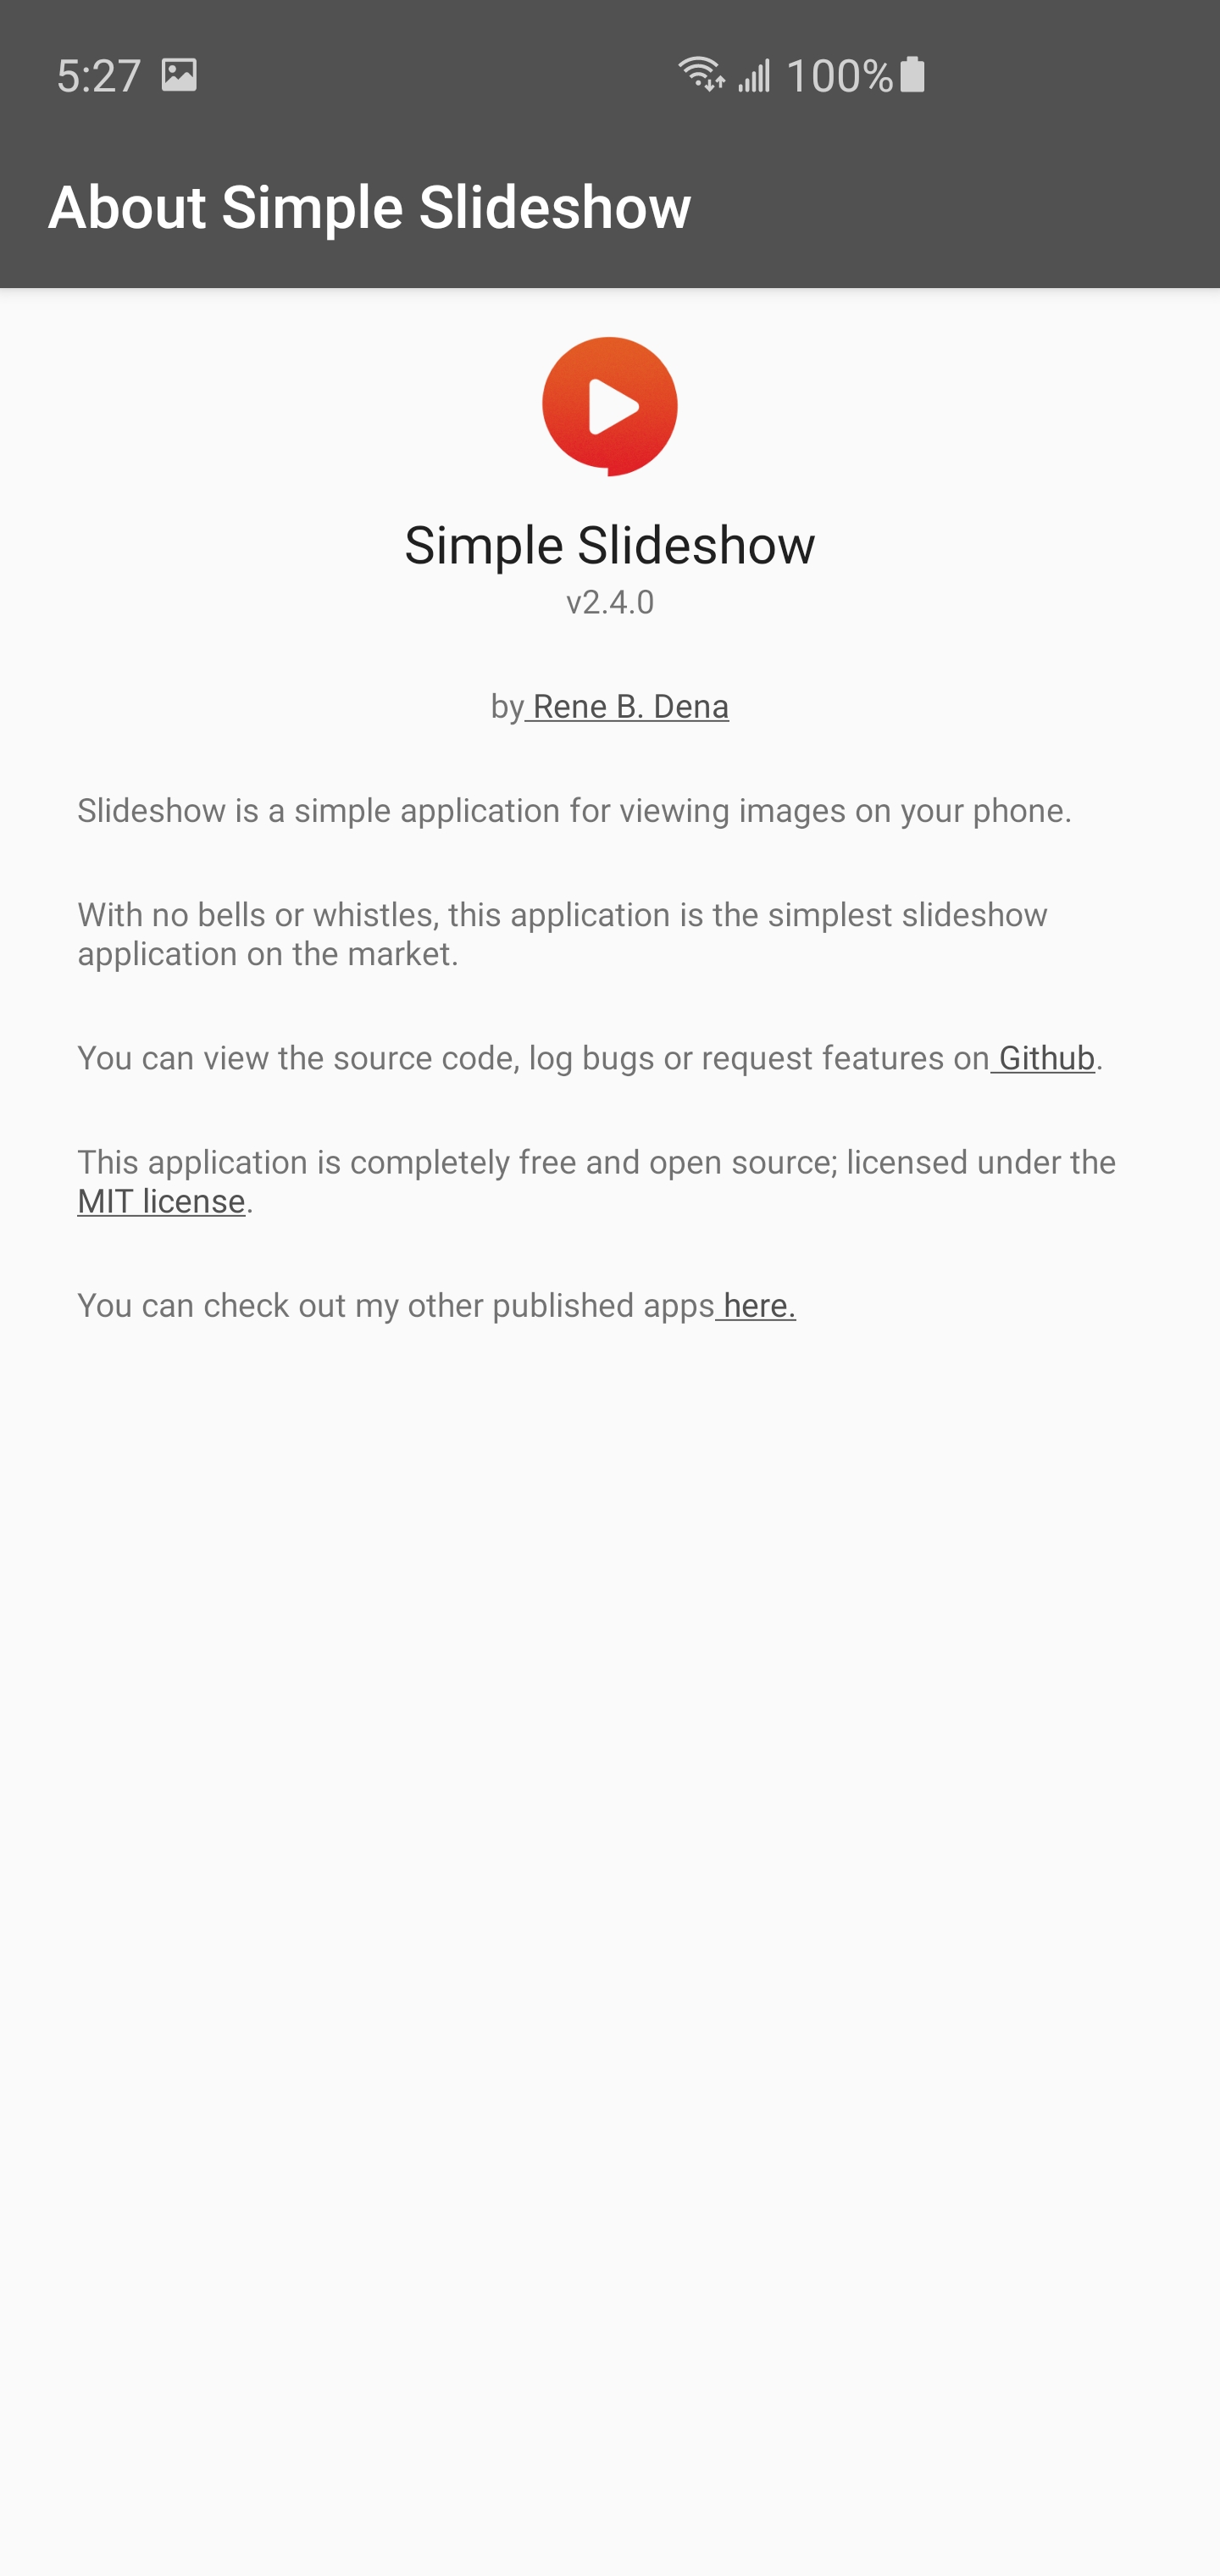 5:27
100%
About Simple Slideshow
Simple Slideshow
v2.4.0
by Rene B. Dena
Slideshow is a simple application for viewing images on your phone.
With no bells or whistles, this application is the simplest slideshow
application on the market.
You can view the source code, log bugs or request features on Github.
This application is completely free and open source; licensed under the
MIT license.
You can check out my other published apps here.